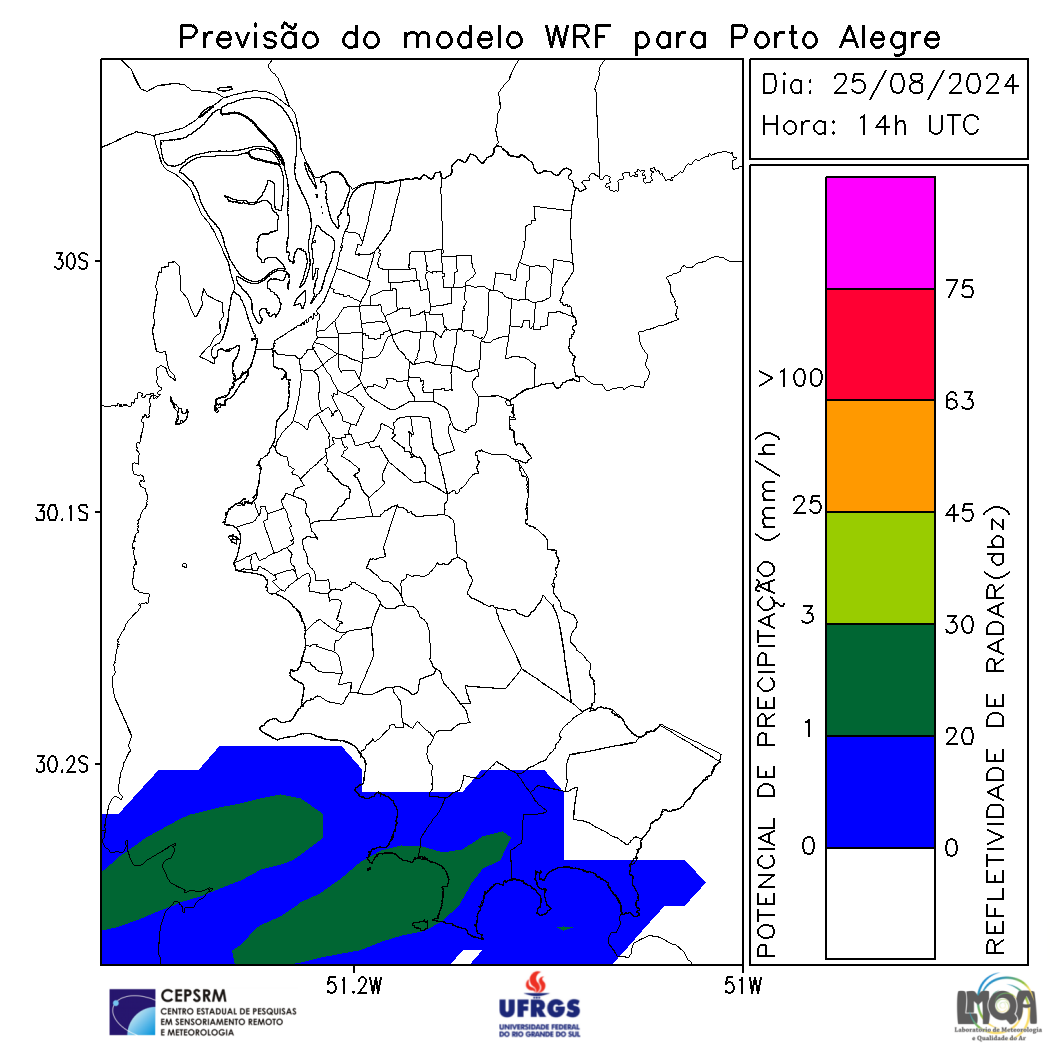 Previsão do modelo WRF para Porto Alegre
Dia: 25/08/2024
Hora: 14h UTC
30S
30.1S
30.2S
51.2W
51W
POTENCIAL DE PRECIPITAÇÃO (mm/h)
>100
25
3
1
0
75
63
45
30
20
0
REFLETIVIDADE DE RADAR(dbz)
CEPSRM
CENTRO ESTADUAL DE PESQUISAS
EM SENSORIAMENTO REMOTO
E METEOROLOGIA
UFRGS
UNIVERSIDADE FEDERAL
DO RIO GRANDE DO SUL
LMQA
Laboratório de Meteorologia
e Qualidade do Ar